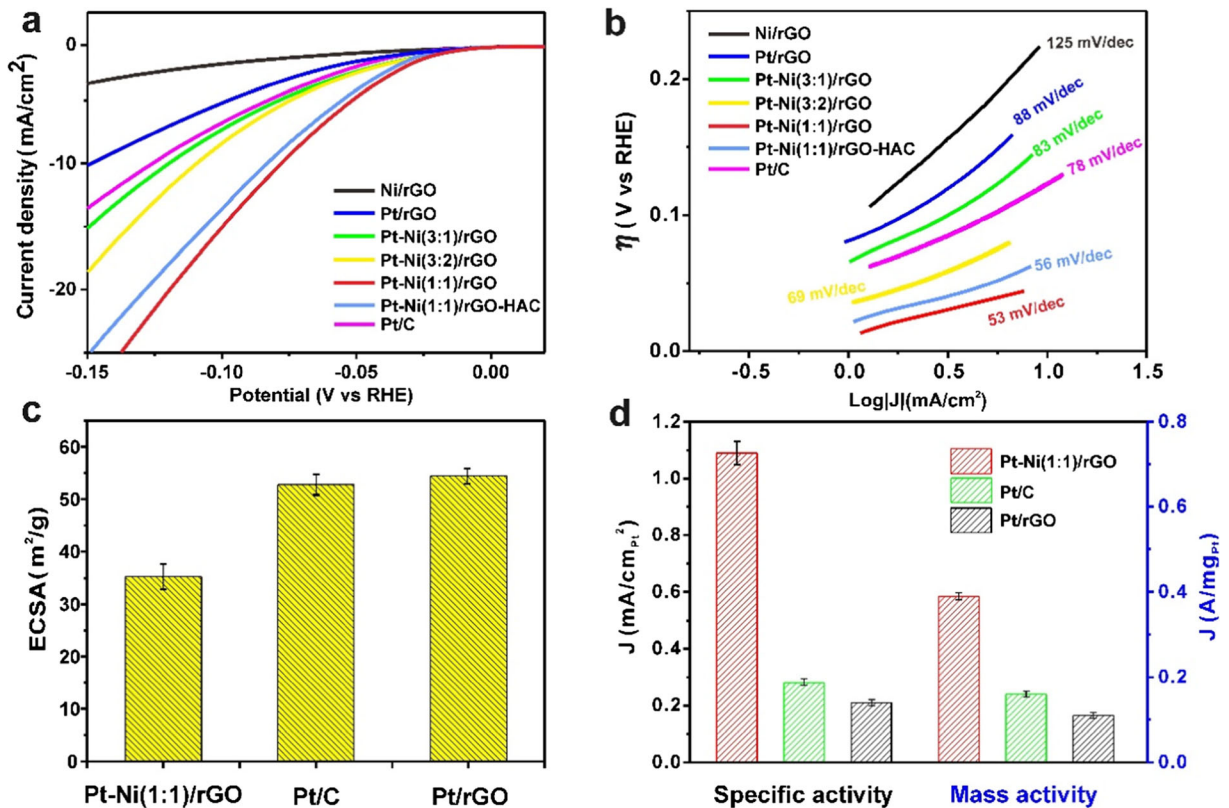 a
Current density (mA/cm²)
0
-10
-20
-0.15
-0.10
-0.05
0.00
Potential (V vs RHE)
Ni/rGO
Pt/rGO
Pt-Ni(3:1)/rGO
Pt-Ni(3:2)/rGO
Pt-Ni(1:1)/rGO
Pt-Ni(1:1)/rGO-HAC
Pt/C
b
η ( V vs RHE)
0.2
0.1
0.0
-0.5
0.0
0.5
1.0
1.5
Log|J|(mA/cm²)
Ni/rGO
Pt/rGO
Pt-Ni(3:1)/rGO
Pt-Ni(3:2)/rGO
Pt-Ni(1:1)/rGO
Pt-Ni(1:1)/rGO-HAC
Pt/C
125 mV/dec
88 mV/dec
83 mV/dec
78 mV/dec
69 mV/dec
56 mV/dec
53 mV/dec
c
ECSA( m²/g)
60
50
40
30
20
10
0
Pt-Ni(1:1)/rGO
Pt/C
Pt/rGO
d
J (mA/cm²Pt)
1.2
1.0
0.8
0.6
0.4
0.2
0.0
Pt-Ni(1:1)/rGO
Pt/C
Pt/rGO
0.8
0.6
0.4
0.2
0.0
J (A/mgPt)
Specific activity
Mass activity